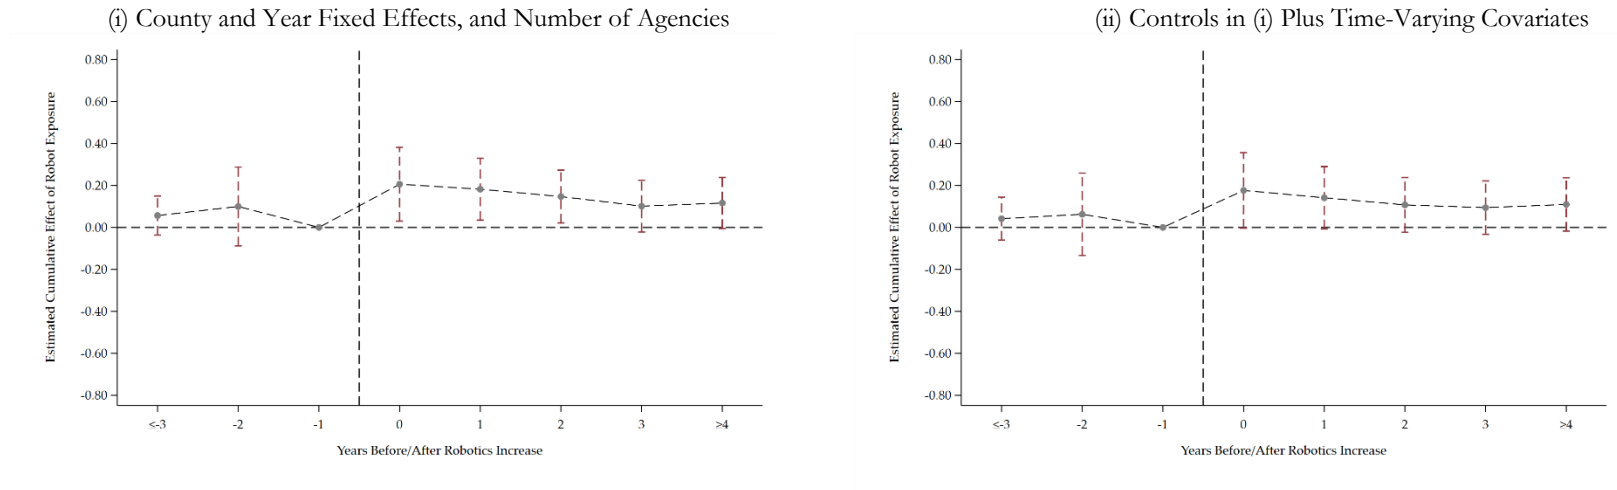 (i) County and Year Fixed Effects, and Number of Agencies
Estimated Cumulative Effect of Robot Exposure
0.80
0.60
0.40
0.20
0.00
-0.20
-0.40
-0.60
-0.80
<-3 -2 -1 0 1 2 3 ≥4
Years Before/After Robotics Increase
(ii) Controls in (i) Plus Time-Varying Covariates
Estimated Cumulative Effect of Robot Exposure
0.80
0.60
0.40
0.20
0.00
-0.20
-0.40
-0.60
-0.80
<-3 -2 -1 0 1 2 3 ≥4
Years Before/After Robotics Increase